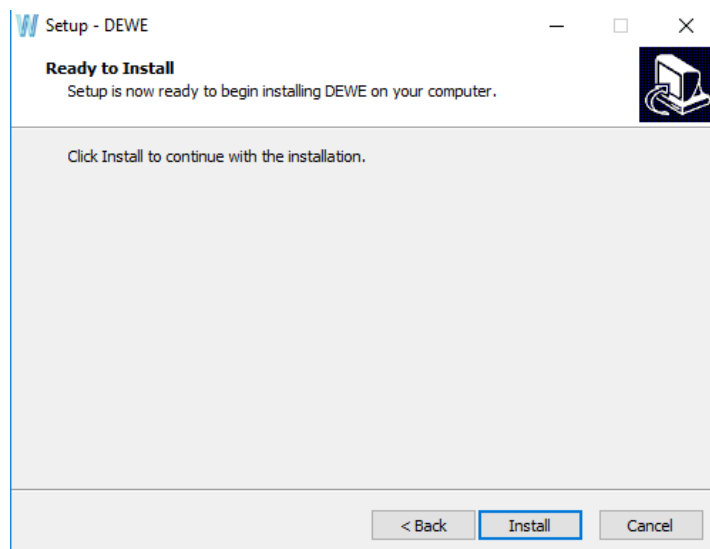 Setup - DEWE
Ready to Install
Setup is now ready to begin installing DEWE on your computer.
Click Install to continue with the installation.
< Back
Install
Cancel